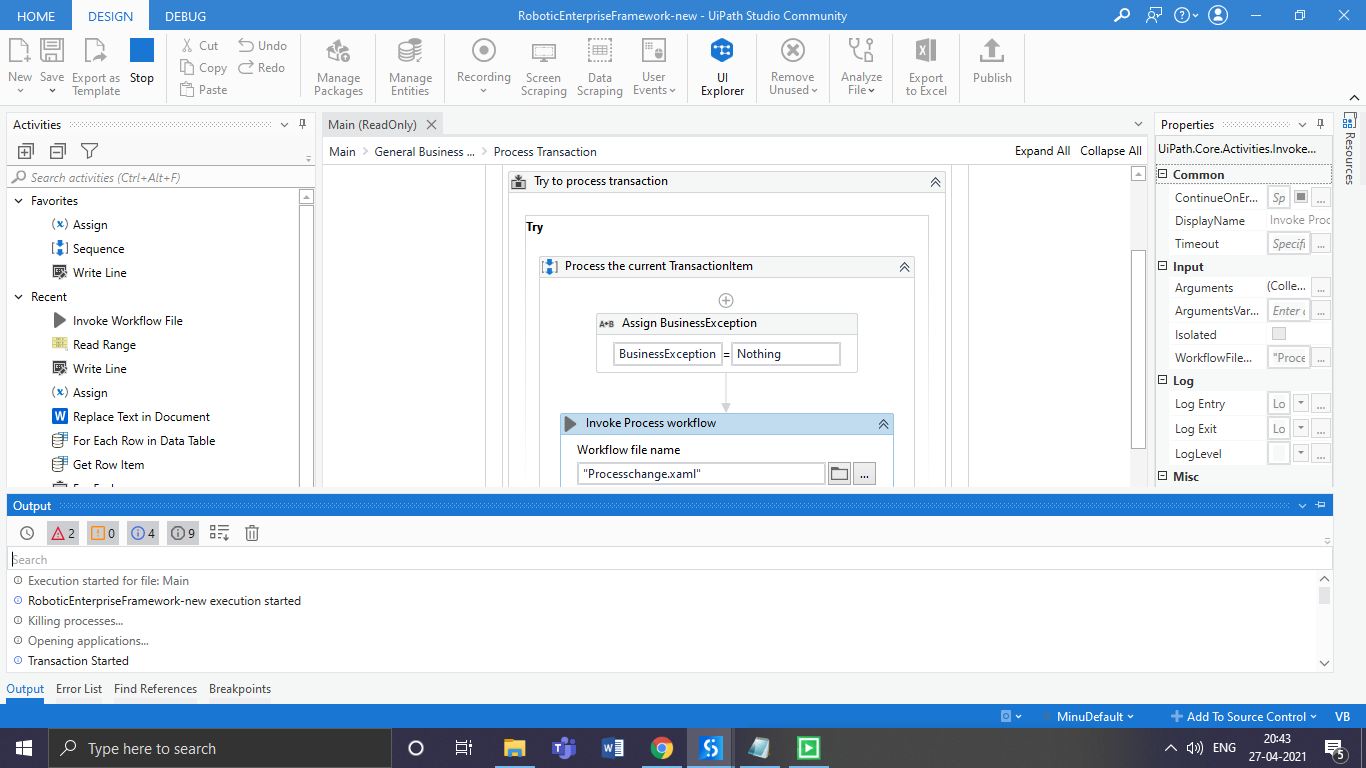 HOME DESIGN DEBUG RoboticEnterpriseFramework-new - UiPath Studio Community
New Save Export as Template Stop
Cut Undo
Copy Redo
Paste
Manage Packages
Manage Entities
Recording
Screen Scraping
Data Scraping
User Events
UI Explorer
Remove Unused
Analyze File
Export to Excel
Publish
Activities
Search activities (Ctrl+Alt+F)
Favorites
Assign
Sequence
Write Line
Recent
Invoke Workflow File
Read Range
Write Line
Assign
Replace Text in Document
For Each Row in Data Table
Get Row Item
Main (ReadOnly)
Main > General Business ... > Process Transaction
Expand All Collapse All
Try to process transaction
Try
Process the current TransactionItem
A+B Assign BusinessException
BusinessException = Nothing
Invoke Process workflow
Workflow file name
"Processchange.xaml" ...
Properties
UiPath.Core.Activities.Invoke...
Common
ContinueOnEr... Sp ...
DisplayName Invoke Proc
Timeout Specifi ...
Input
Arguments (Colle... ...
ArgumentsVar... Enter ...
Isolated
WorkflowFile... "Proce ...
Log
Log Entry Lo ...
Log Exit Lo ...
LogLevel ...
Misc
Resources
Output
2 0 4 9
Search
Execution started for file: Main
RoboticEnterpriseFramework-new execution started
Killing processes...
Opening applications...
Transaction Started
Output Error List Find References Breakpoints
MinuDefault Add To Source Control VB
Type here to search
ENG
20:43
27-04-2021
5